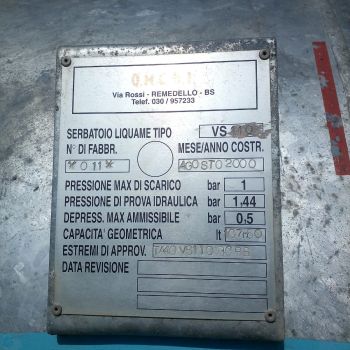 Via Rossi - REMEDELLO - BS
Telef. 030 / 957233
SERBATOIO LIQUAME TIPO VS
N° DI FABBR. MESE/ANNO COSTR.
AGOSTO 2000
PRESSIONE MAX DI SCARICO bar 1
PRESSIONE DI PROVA IDRAULICA bar 1.44
DEPRESS. MAX AMMISSIBILE bar 0.5
CAPACITA' GEOMETRICA lt
ESTREMI DI APPROV.
DATA REVISIONE